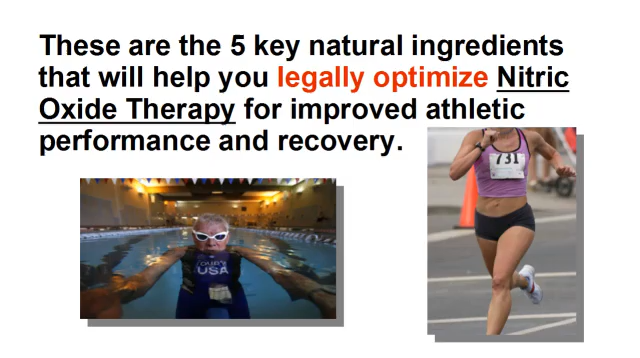 These are the 5 key natural ingredients
that will help you legally optimize Nitric
Oxide Therapy for improved athletic
performance and recovery.
731
USA